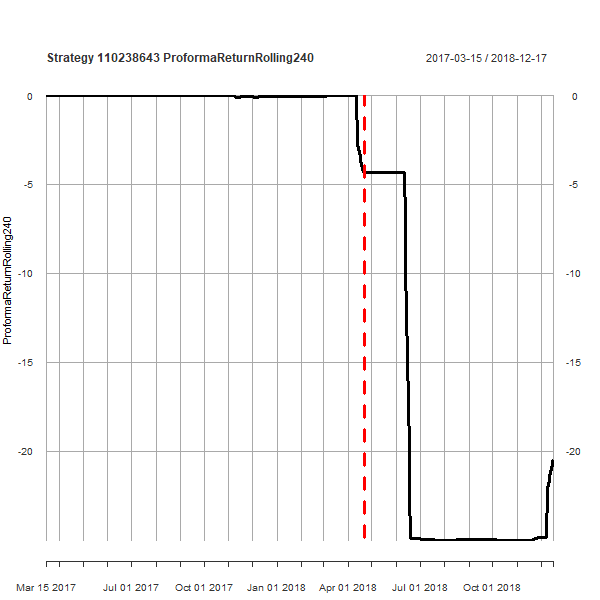 Strategy 110238643 ProformaReturnRolling240
2017-03-15 / 2018-12-17
0 0
-5 -5
-10 -10
-15 -15
-20 -20
ProformaReturnRolling240
Mar 15 2017 Jul 01 2017 Oct 01 2017 Jan 01 2018 Apr 01 2018 Jul 01 2018 Oct 01 2018